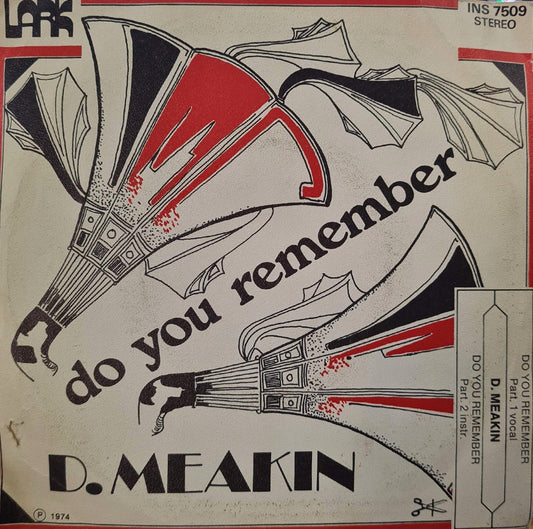 LARK
INS 7509
STEREO
do you remember
D. MEAKIN
DO YOU REMEMBER
Part. 1 vocal
D. MEAKIN
DO YOU REMEMBER
Part. 2 instr.
Ⓟ 1974